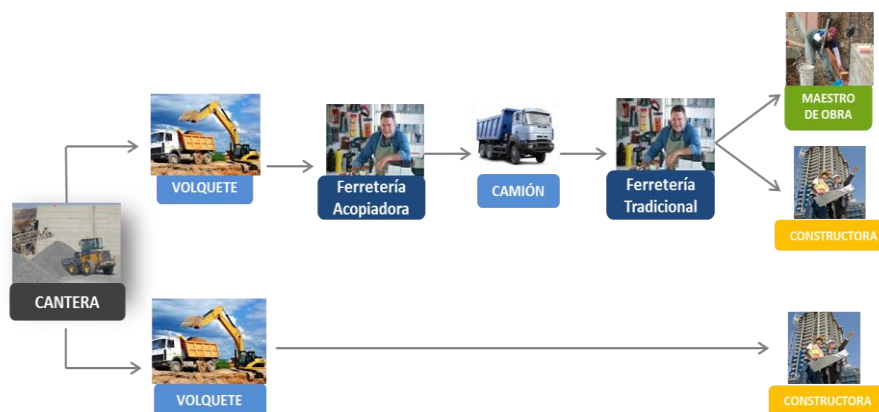 MAESTRO
DE OBRA
VOLQUETE
Ferretería
Acopiadora
CAMIÓN
Ferretería
Tradicional
CONSTRUCTORA
CANTERA
VOLQUETE
CONSTRUCTORA